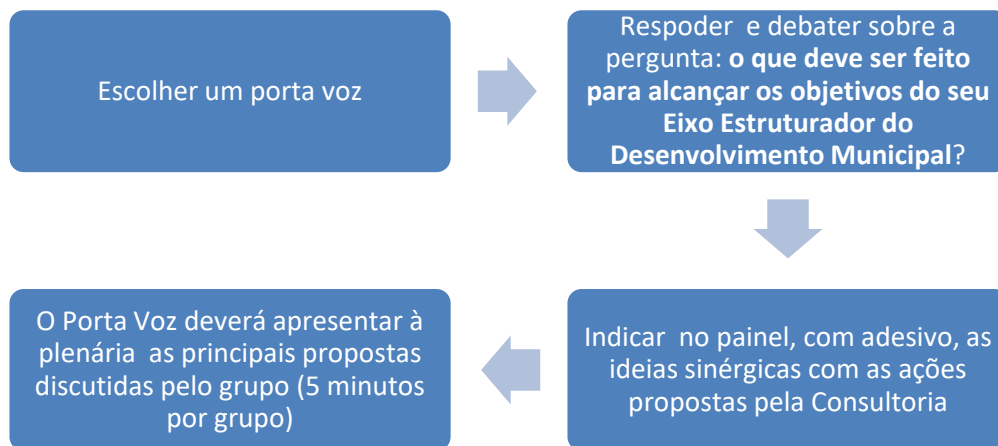 Escolher um porta voz
Respoder e debater sobre a
pergunta: o que deve ser feito
para alcançar os objetivos do seu
Eixo Estruturador do
Desenvolvimento Municipal?
Indicar no painel, com adesivo, as
ideias sinérgicas com as ações
propostas pela Consultoria
O Porta Voz deverá apresentar à
plenária as principais propostas
discutidas pelo grupo (5 minutos
por grupo)